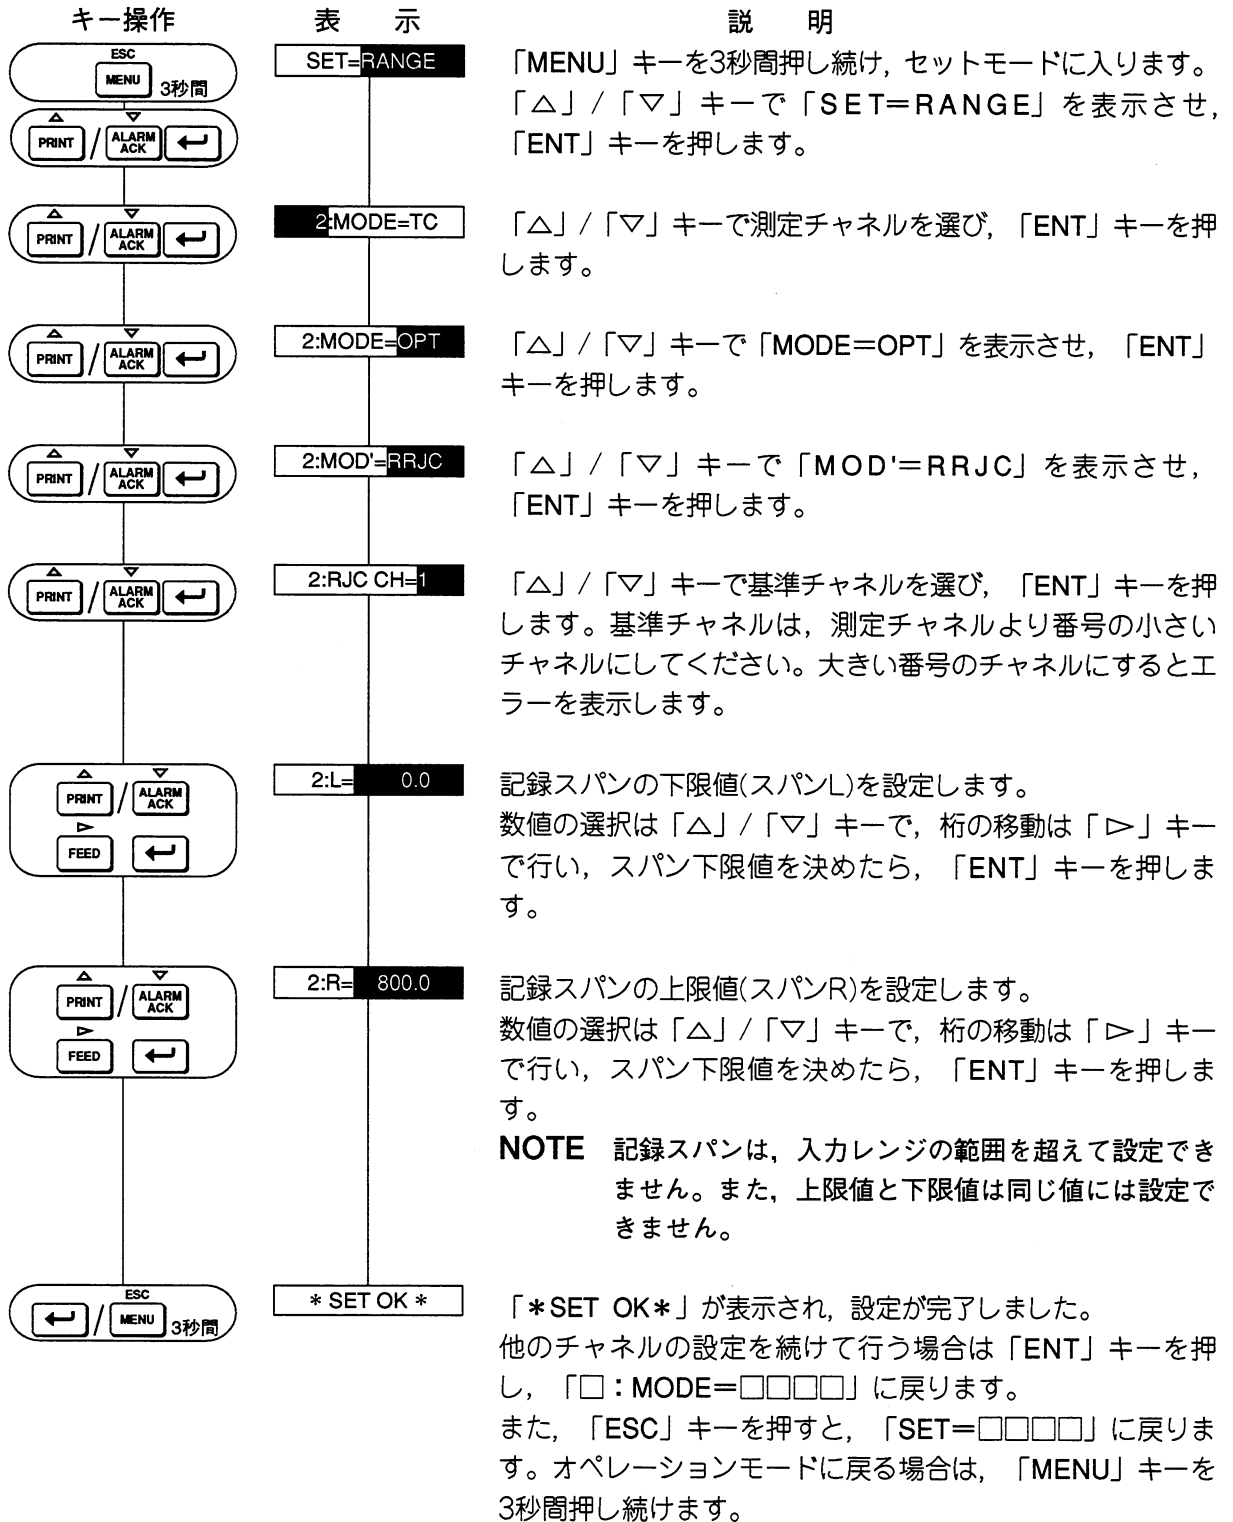 キー操作 表 示 説 明
ESC
MENU 3秒間
SET=RANGE
「MENU」キーを3秒間押し続け，セットモードに入ります。
△ ▽
PRINT / ALARM ACK ↵
「△」/「▽」キーで「SET＝RANGE」を表示させ，
「ENT」キーを押します。
△ ▽
PRINT / ALARM ACK ↵
2:MODE=TC
「△」/「▽」キーで測定チャネルを選び，「ENT」キーを押
します。
△ ▽
PRINT / ALARM ACK ↵
2:MODE=OPT
「△」/「▽」キーで「MODE＝OPT」を表示させ，「ENT」
キーを押します。
△ ▽
PRINT / ALARM ACK ↵
2:MOD'=RRJC
「△」/「▽」キーで「MOD'＝RRJC」を表示させ，
「ENT」キーを押します。
△ ▽
PRINT / ALARM ACK ↵
2:RJC CH=1
「△」/「▽」キーで基準チャネルを選び，「ENT」キーを押
します。基準チャネルは，測定チャネルより番号の小さい
チャネルにしてください。大きい番号のチャネルにするとエ
ラーを表示します。
△ ▽
PRINT / ALARM ACK
▷
FEED ↵
2:L= 0.0
記録スパンの下限値(スパンL)を設定します。
数値の選択は「△」/「▽」キーで，桁の移動は「▷」キー
で行い，スパン下限値を決めたら，「ENT」キーを押しま
す。
△ ▽
PRINT / ALARM ACK
▷
FEED ↵
2:R= 800.0
記録スパンの上限値(スパンR)を設定します。
数値の選択は「△」/「▽」キーで，桁の移動は「▷」キー
で行い，スパン下限値を決めたら，「ENT」キーを押しま
す。
NOTE 記録スパンは，入力レンジの範囲を超えて設定でき
ません。また，上限値と下限値は同じ値には設定で
きません。
ESC
↵ / MENU 3秒間
* SET OK *
「＊SET OK＊」が表示され，設定が完了しました。
他のチャネルの設定を続けて行う場合は「ENT」キーを押
し，「□：MODE＝□□□□」に戻ります。
また，「ESC」キーを押すと，「SET＝□□□□」に戻りま
す。オペレーションモードに戻る場合は，「MENU」キーを
3秒間押し続けます。